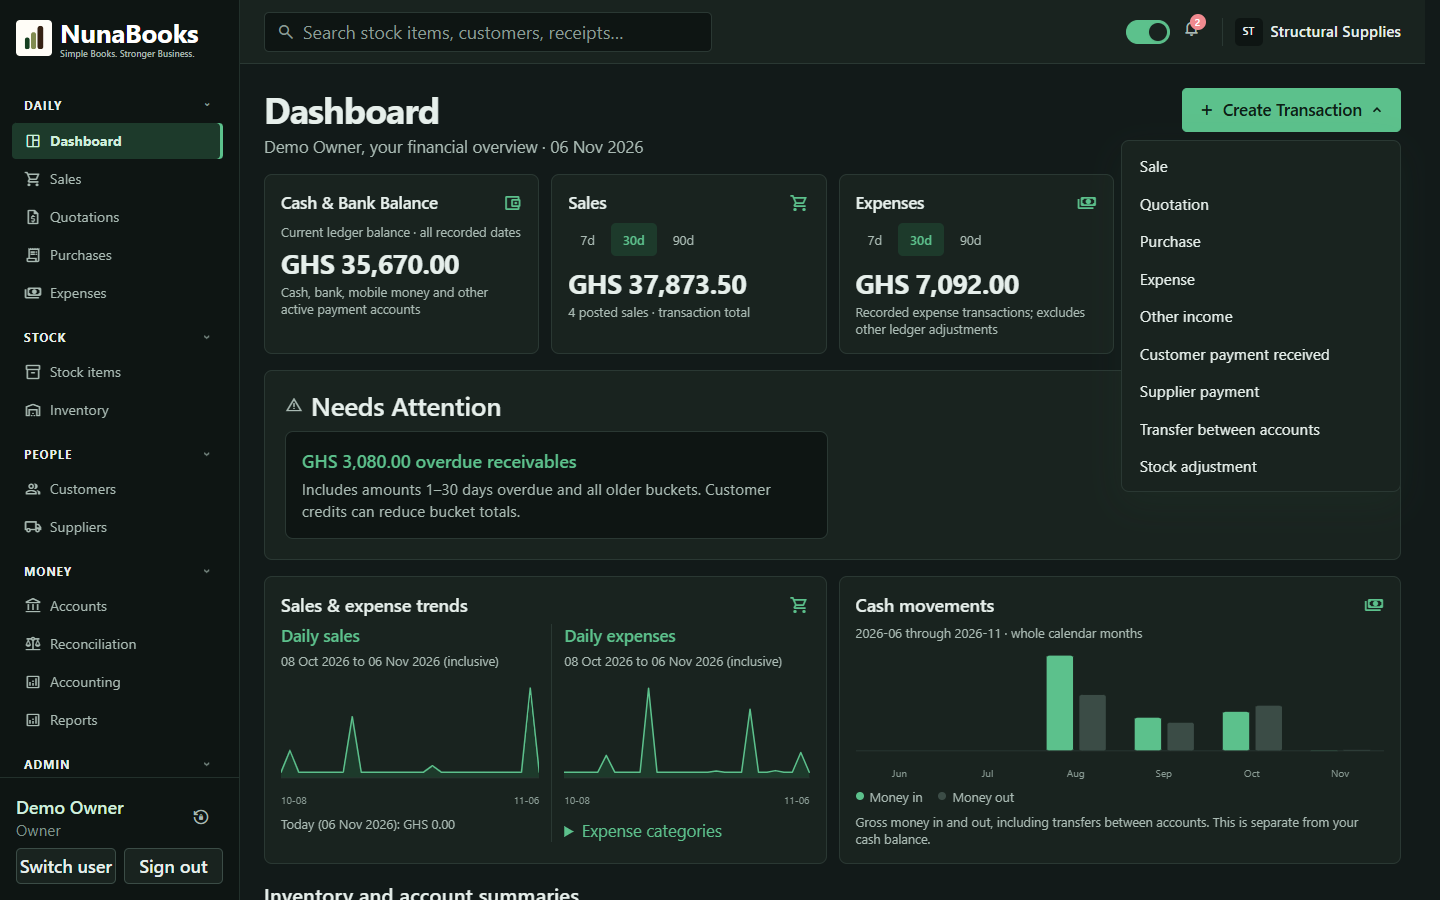 NunaBooks
Simple Books. Stronger Business.
DAILY
Dashboard
Sales
Quotations
Purchases
Expenses
STOCK
Stock items
Inventory
PEOPLE
Customers
Suppliers
MONEY
Accounts
Reconciliation
Accounting
Reports
ADMIN
Demo Owner
Owner
Switch user
Sign out
Search stock items, customers, receipts...
2
ST
Structural Supplies
Dashboard
Demo Owner, your financial overview · 06 Nov 2026
+ Create Transaction
Sale
Quotation
Purchase
Expense
Other income
Customer payment received
Supplier payment
Transfer between accounts
Stock adjustment
Cash & Bank Balance
Current ledger balance · all recorded dates
GHS 35,670.00
Cash, bank, mobile money and other
active payment accounts
Sales
7d 30d 90d
GHS 37,873.50
4 posted sales · transaction total
Expenses
7d 30d 90d
GHS 7,092.00
Recorded expense transactions; excludes
other ledger adjustments
Needs Attention
GHS 3,080.00 overdue receivables
Includes amounts 1–30 days overdue and all older buckets. Customer
credits can reduce bucket totals.
Sales & expense trends
Daily sales
08 Oct 2026 to 06 Nov 2026 (inclusive)
10-08 11-06
Today (06 Nov 2026): GHS 0.00
Daily expenses
08 Oct 2026 to 06 Nov 2026 (inclusive)
10-08 11-06
Expense categories
Cash movements
2026-06 through 2026-11 · whole calendar months
Jun Jul Aug Sep Oct Nov
Money in Money out
Gross money in and out, including transfers between accounts. This is separate from your
cash balance.
Inventory and account summaries